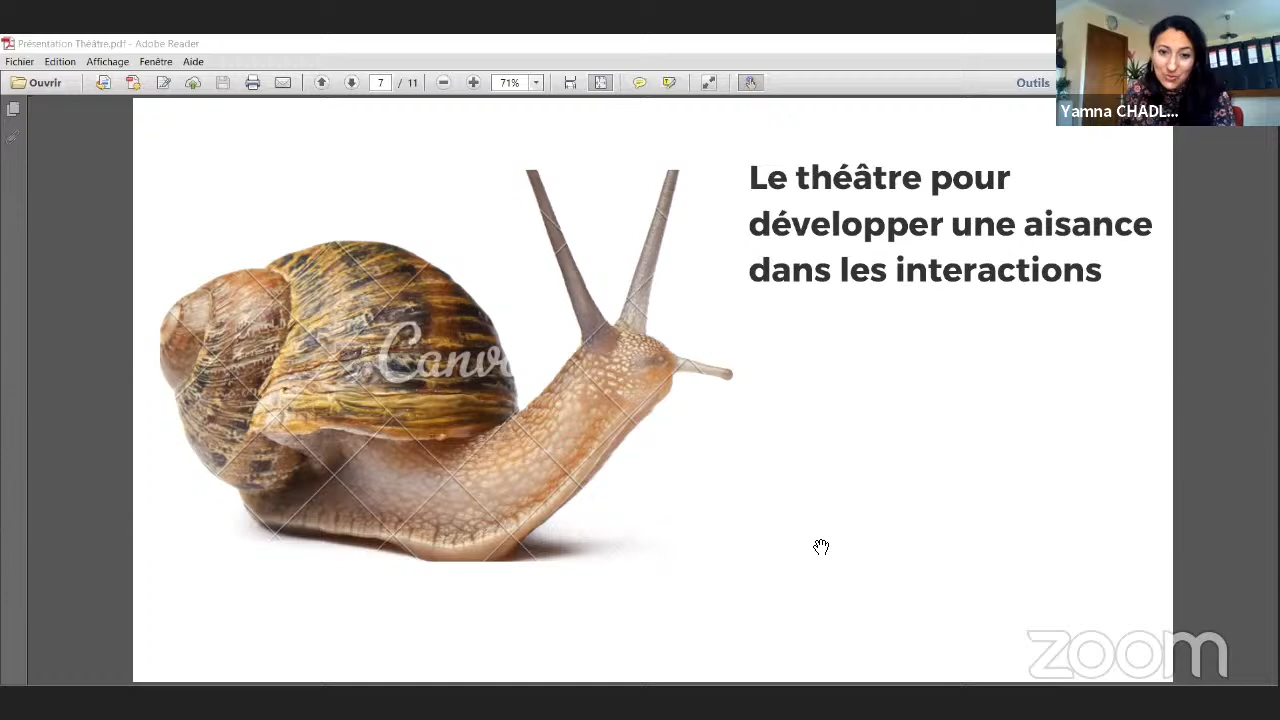 Présentation Théâtre.pdf - Adobe Reader
Fichier Edition Affichage Fenêtre Aide
Ouvrir 7 / 11 71% Outils
Yamna CHADL...
Le théâtre pour
développer une aisance
dans les interactions
Canv
zoom